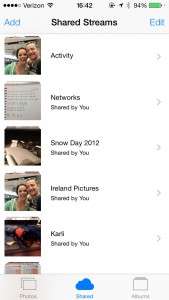 Verizon 16:42 94%
Add Shared Streams Edit
Activity
Networks
Shared by You
Snow Day 2012
Shared by You
Ireland Pictures
Shared by You
Karli
Shared by You
Photos Shared Albums